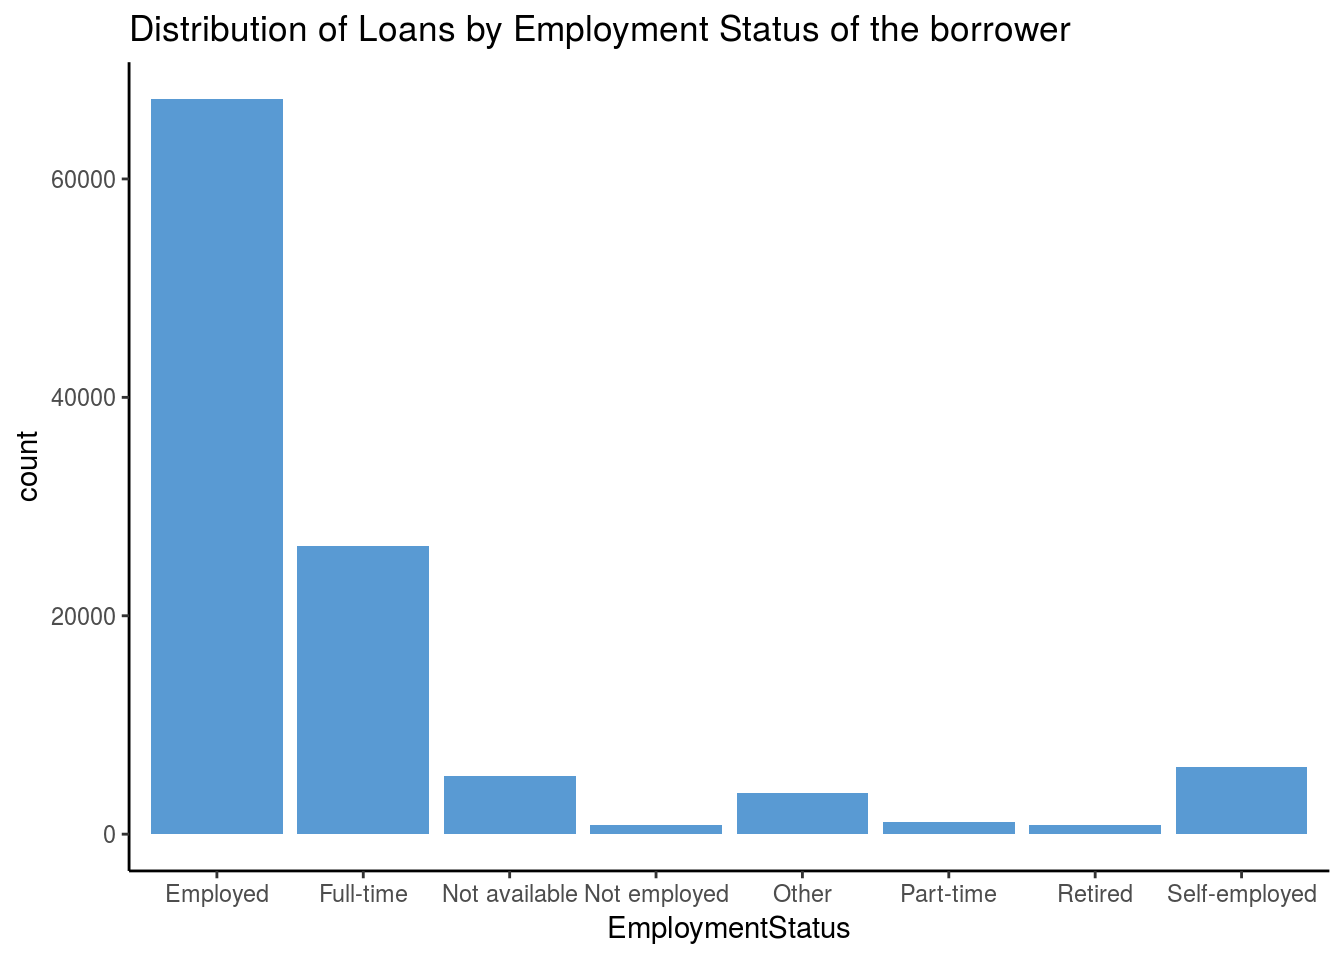 Distribution of Loans by Employment Status of the borrower
count
60000
40000
20000
0
Employed Full-time Not available Not employed Other Part-time Retired Self-employed
EmploymentStatus